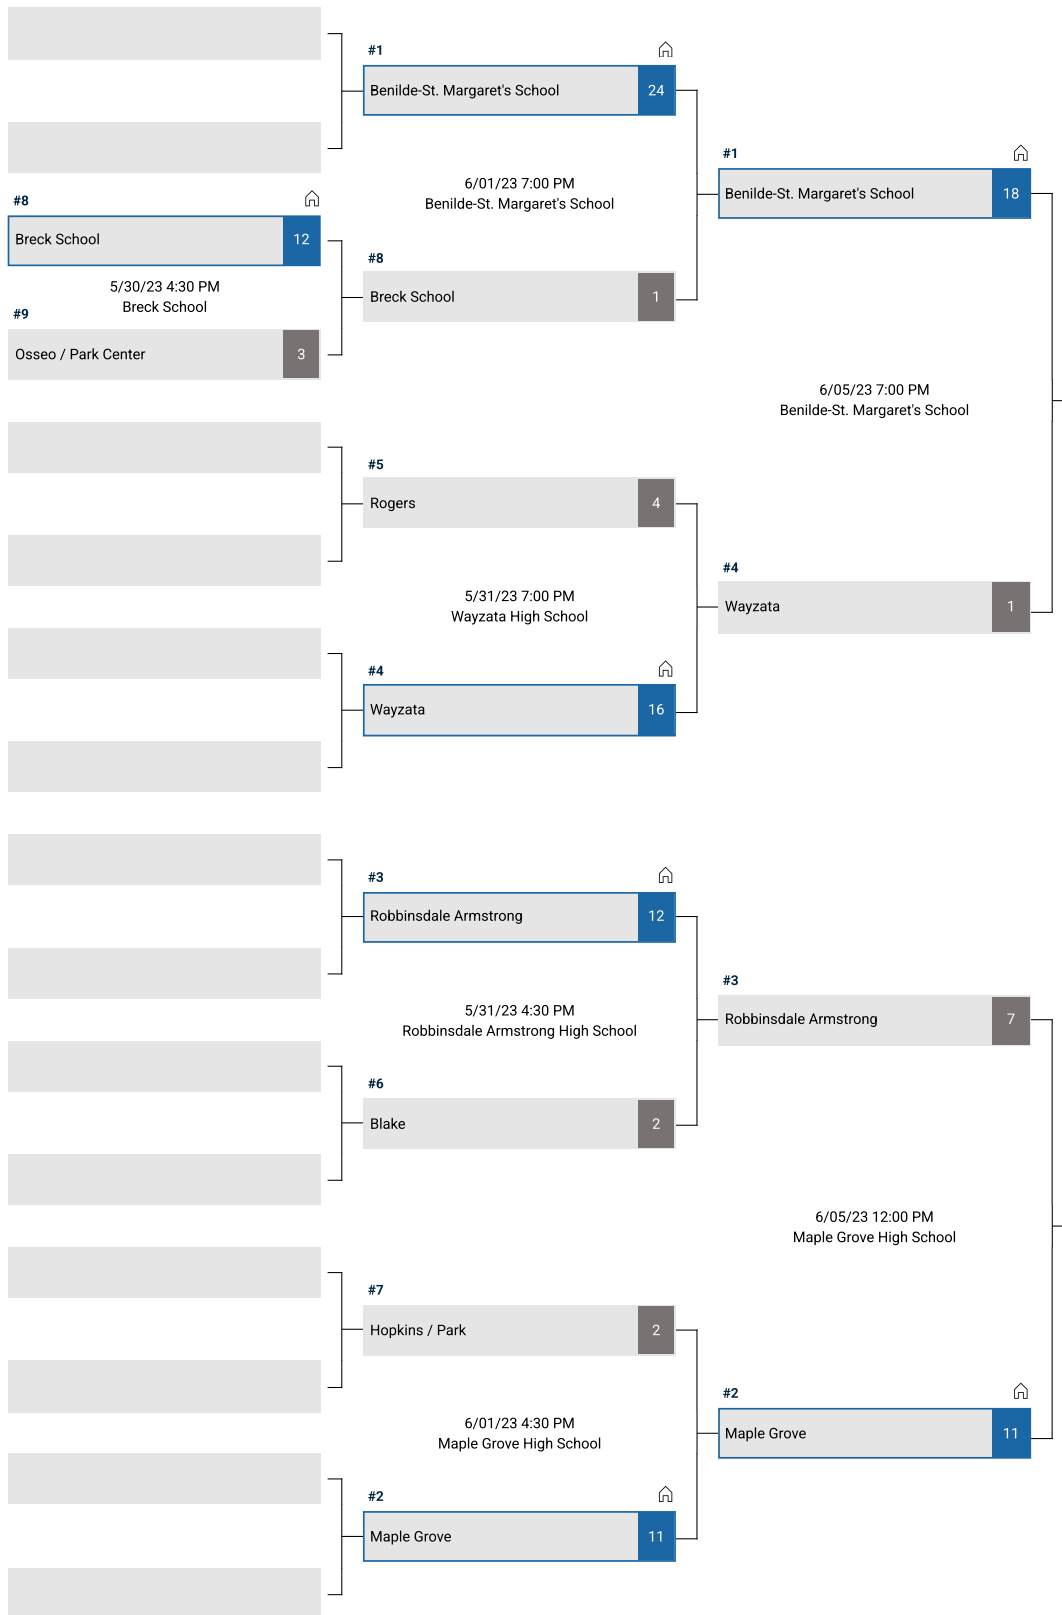 #1
Benilde-St. Margaret's School 24
6/01/23 7:00 PM
Benilde-St. Margaret's School
#1
Benilde-St. Margaret's School 18
#8
Breck School 12
5/30/23 4:30 PM
Breck School
#9
Osseo / Park Center 3
#8
Breck School 1
6/05/23 7:00 PM
Benilde-St. Margaret's School
#5
Rogers 4
5/31/23 7:00 PM
Wayzata High School
#4
Wayzata 1
#4
Wayzata 16
#3
Robbinsdale Armstrong 12
5/31/23 4:30 PM
Robbinsdale Armstrong High School
#3
Robbinsdale Armstrong 7
#6
Blake 2
6/05/23 12:00 PM
Maple Grove High School
#7
Hopkins / Park 2
6/01/23 4:30 PM
Maple Grove High School
#2
Maple Grove 11
#2
Maple Grove 11